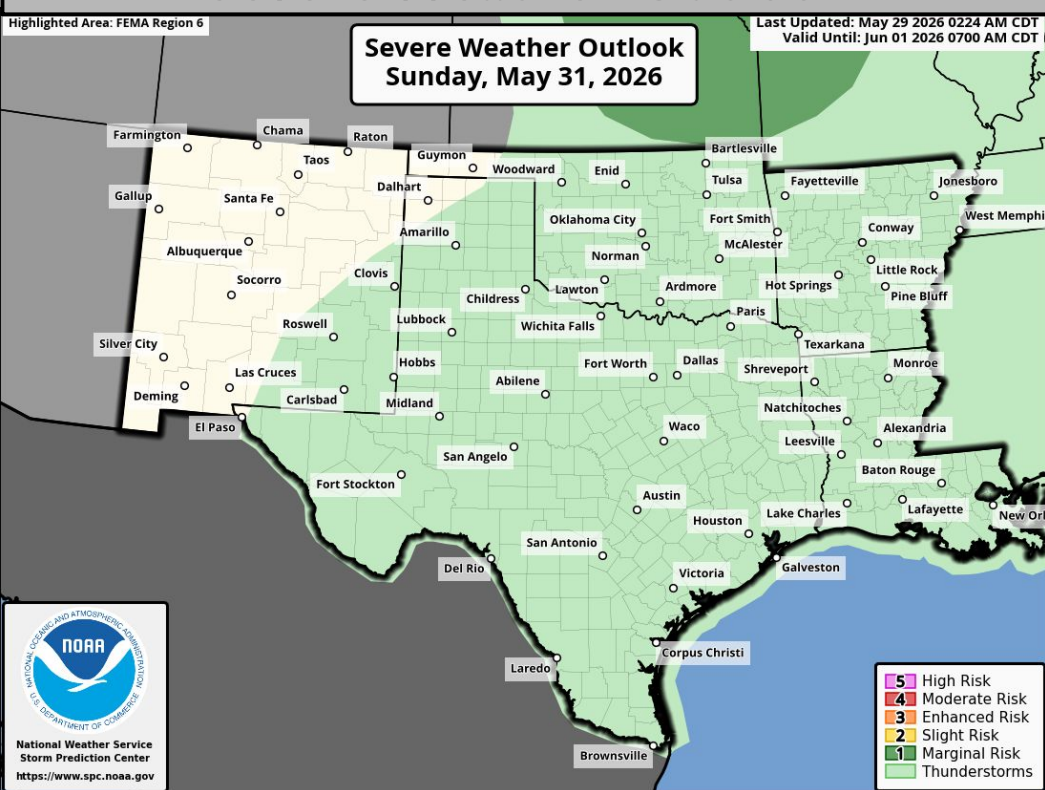 Highlighted Area: FEMA Region 6
Last Updated: May 29 2026 0224 AM CDT
Valid Until: Jun 01 2026 0700 AM CDT
Severe Weather Outlook
Sunday, May 31, 2026
Farmington
Chama
Raton
Taos
Guymon
Woodward
Enid
Bartlesville
Tulsa
Fayetteville
Jonesboro
Gallup
Santa Fe
Dalhart
West Memphi
Albuquerque
Amarillo
Oklahoma City
Norman
Fort Smith
McAlester
Conway
Little Rock
Socorro
Clovis
Childress
Lawton
Ardmore
Hot Springs
Pine Bluff
Roswell
Lubbock
Wichita Falls
Paris
Texarkana
Silver City
Las Cruces
Deming
Hobbs
Carlsbad
Midland
Abilene
Fort Worth
Dallas
Shreveport
Monroe
El Paso
San Angelo
Waco
Natchitoches
Leesville
Alexandria
Fort Stockton
Austin
Houston
Baton Rouge
Lake Charles
Lafayette
New Orl
Del Rio
San Antonio
Victoria
Galveston
Laredo
Corpus Christi
Brownsville
NATIONAL OCEANIC AND ATMOSPHERIC ADMINISTRATION
NOAA
U.S. DEPARTMENT OF COMMERCE
National Weather Service
Storm Prediction Center
https://www.spc.noaa.gov
5 High Risk
4 Moderate Risk
3 Enhanced Risk
2 Slight Risk
1 Marginal Risk
Thunderstorms